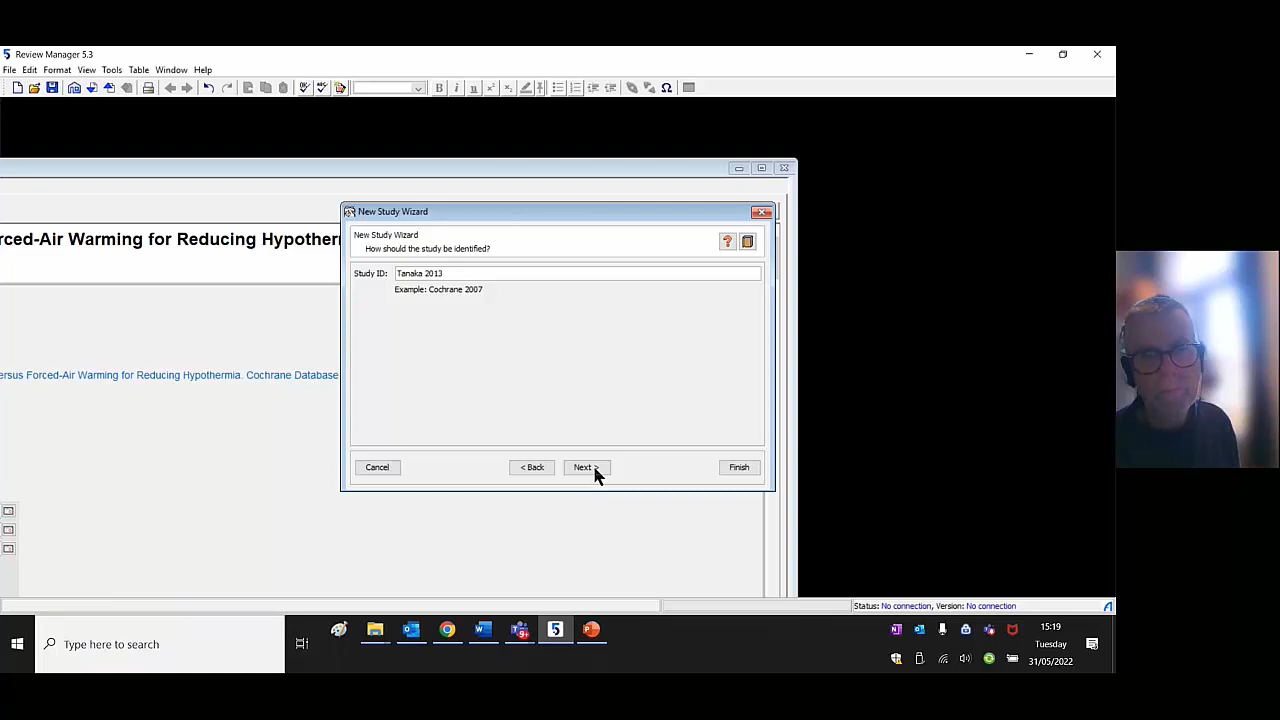 Review Manager 5.3
File Edit Format View Tools Table Window Help
New Study Wizard
New Study Wizard
How should the study be identified?
rced-Air Warming for Reducing Hypother
Study ID: Tanaka 2013
Example: Cochrane 2007
ersus Forced-Air Warming for Reducing Hypothermia. Cochrane Database
Cancel < Back Next > Finish
Status: No connection, Version: No connection
Type here to search
15:19
Tuesday
31/05/2022